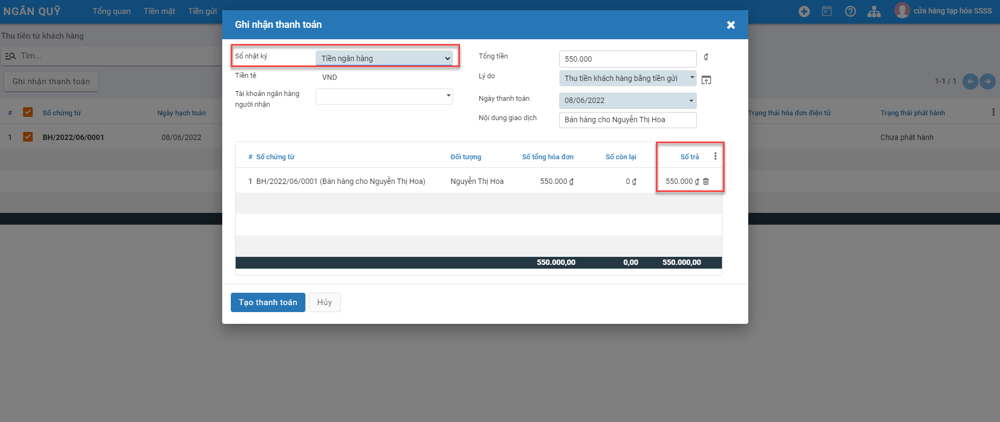 NGÂN QUỸ Tổng quan Tiền mặt Tiền gửi cửa hàng tạp hóa SSSS
Thu tiền từ khách hàng
Tìm...
Ghi nhận thanh toán 1-1 / 1
# Số chứng từ Ngày hạch toán Trạng thái hóa đơn điện tử Trạng thái phát hành
1 BH/2022/06/0001 08/06/2022 Chưa phát hành
Ghi nhận thanh toán
Sổ nhật ký Tiền ngân hàng
Tiền tệ VND
Tài khoản ngân hàng
người nhận
Tổng tiền 550.000 ₫
Lý do Thu tiền khách hàng bằng tiền gửi
Ngày thanh toán 08/06/2022
Nội dung giao dịch Bán hàng cho Nguyễn Thị Hoa
# Số chứng từ Đối tượng Số tổng hóa đơn Số còn lại Số trả
1 BH/2022/06/0001 (Bán hàng cho Nguyễn Thị Hoa) Nguyễn Thị Hoa 550.000 ₫ 0 ₫ 550.000 ₫
550.000,00 0,00 550.000,00
Tạo thanh toán Hủy